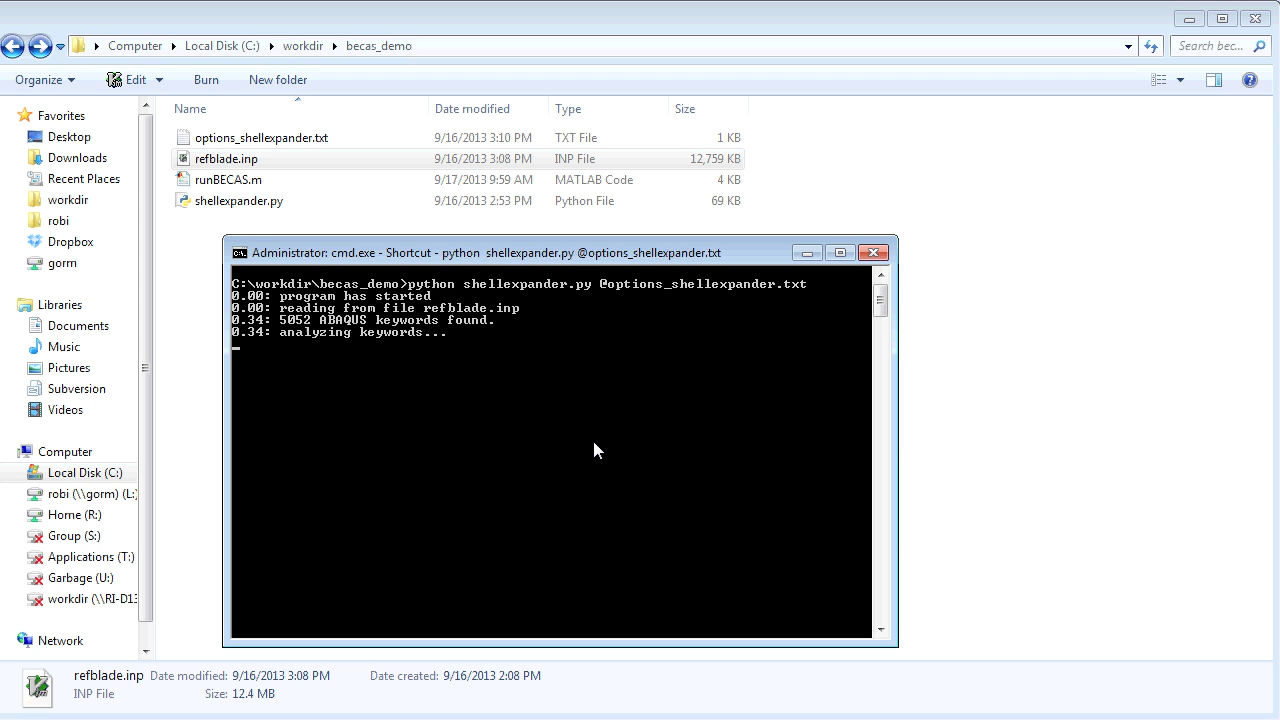 Computer Local Disk (C:) workdir becas_demo
Search bec...
Organize Edit Burn New folder
Name Date modified Type Size
options_shellexpander.txt 9/16/2013 3:10 PM TXT File 1 KB
refblade.inp 9/16/2013 3:08 PM INP File 12,759 KB
runBECAS.m 9/17/2013 9:59 AM MATLAB Code 4 KB
shellexpander.py 9/16/2013 2:53 PM Python File 69 KB
Favorites
Desktop
Downloads
Recent Places
workdir
robi
Dropbox
gorm
Libraries
Documents
Music
Pictures
Subversion
Videos
Computer
Local Disk (C:)
robi (\\gorm) (L:)
Home (R:)
Group (S:)
Applications (T:)
Garbage (U:)
workdir (\\RI-D13
Network
Administrator: cmd.exe - Shortcut - python shellexpander.py @options_shellexpander.txt
C:\workdir\becas_demo>python shellexpander.py @options_shellexpander.txt
0.00: program has started
0.00: reading from file refblade.inp
0.34: 5052 ABAQUS keywords found.
0.34: analyzing keywords...
refblade.inp Date modified: 9/16/2013 3:08 PM Date created: 9/16/2013 2:08 PM
INP File Size: 12.4 MB